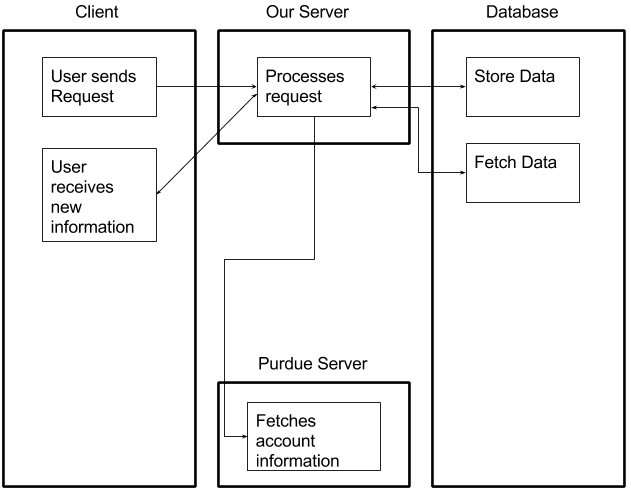 Client
Our Server
Database
User sends
Request
Processes
request
Store Data
User
receives
new
information
Fetch Data
Purdue Server
Fetches
account
information